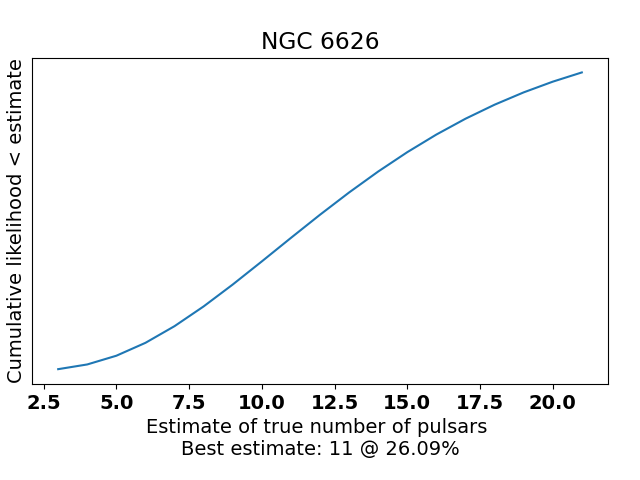 NGC 6626
Cumulative likelihood < estimate
2.5 5.0 7.5 10.0 12.5 15.0 17.5 20.0
Estimate of true number of pulsars
Best estimate: 11 @ 26.09%